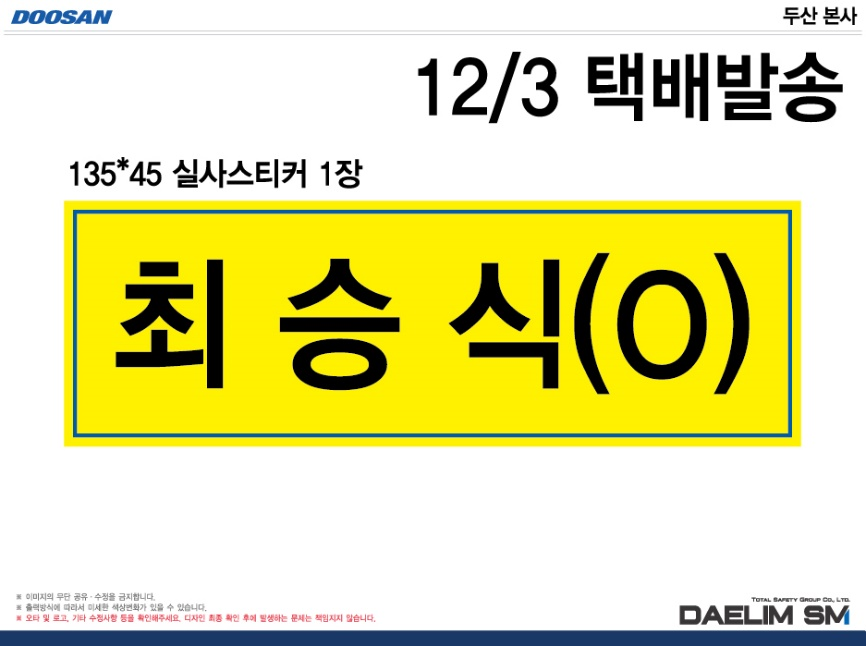 DOOSAN
두산 본사
12/3 택배발송
135*45 실사스티커 1장
최 승 식(O)
※ 이미지의 무단 공유 · 수정을 금지합니다.
※ 출력방식에 따라서 미세한 색상변화가 있을 수 있습니다.
※ 오타 및 로고, 기타 수정사항 등을 확인해주세요. 디자인 최종 확인 후에 발생하는 문제는 책임지지 않습니다.
TOTAL SAFETY GROUP CO., LTD.
DAELIM SM